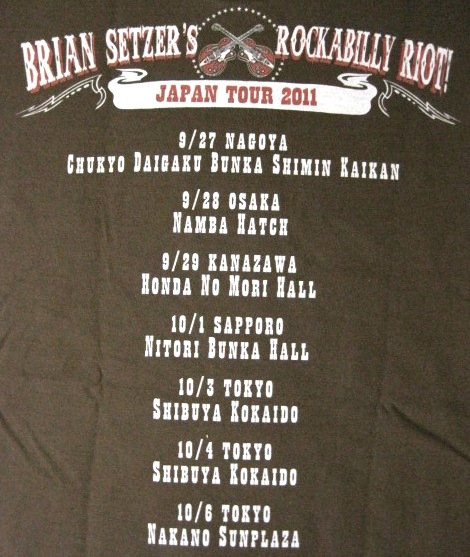 BRIAN SETZER'S ROCKABILLY RIOT!
JAPAN TOUR 2011
9/27 NAGOYA
CHUKYO DAIGAKU BUNKA SHIMIN KAIKAN
9/28 OSAKA
NAMBA HATCH
9/29 KANAZAWA
HONDA NO MORI HALL
10/1 SAPPORO
NITORI BUNKA HALL
10/3 TOKYO
SHIBUYA KOKAIDO
10/4 TOKYO
SHIBUYA KOKAIDO
10/6 TOKYO
NAKANO SUNPLAZA